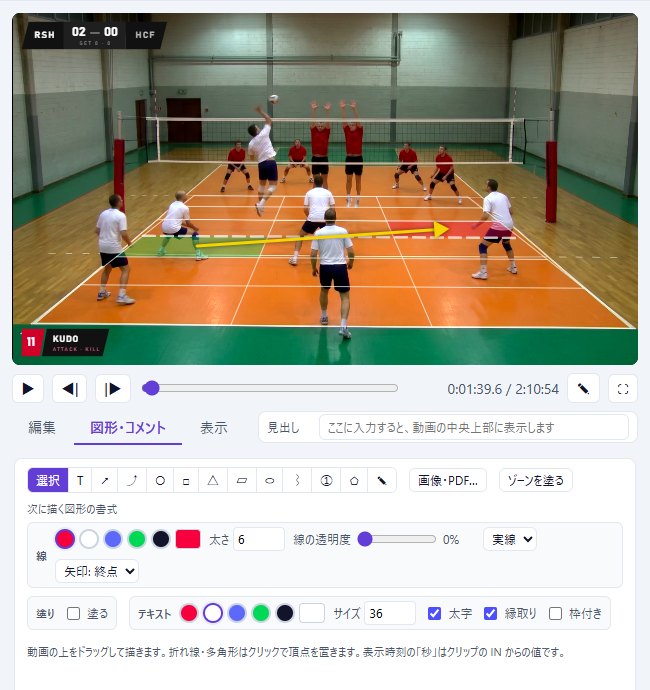 RSH 02 — 00 HCF
SET 0 - 0
11 KUDO
ATTACK · KILL
0:01:39.6 / 2:10:54
編集 図形・コメント 表示 見出し ここに入力すると、動画の中央上部に表示します
選択 T 画像・PDF... ゾーンを塗る
次に描く図形の書式
線 太さ 6 線の透明度 0% 実線
矢印: 終点
塗り 塗る テキスト サイズ 36 太字 縁取り 枠付き
動画の上をドラッグして描きます。折れ線・多角形はクリックで頂点を置きます。表示時刻の「秒」はクリップの IN からの値です。